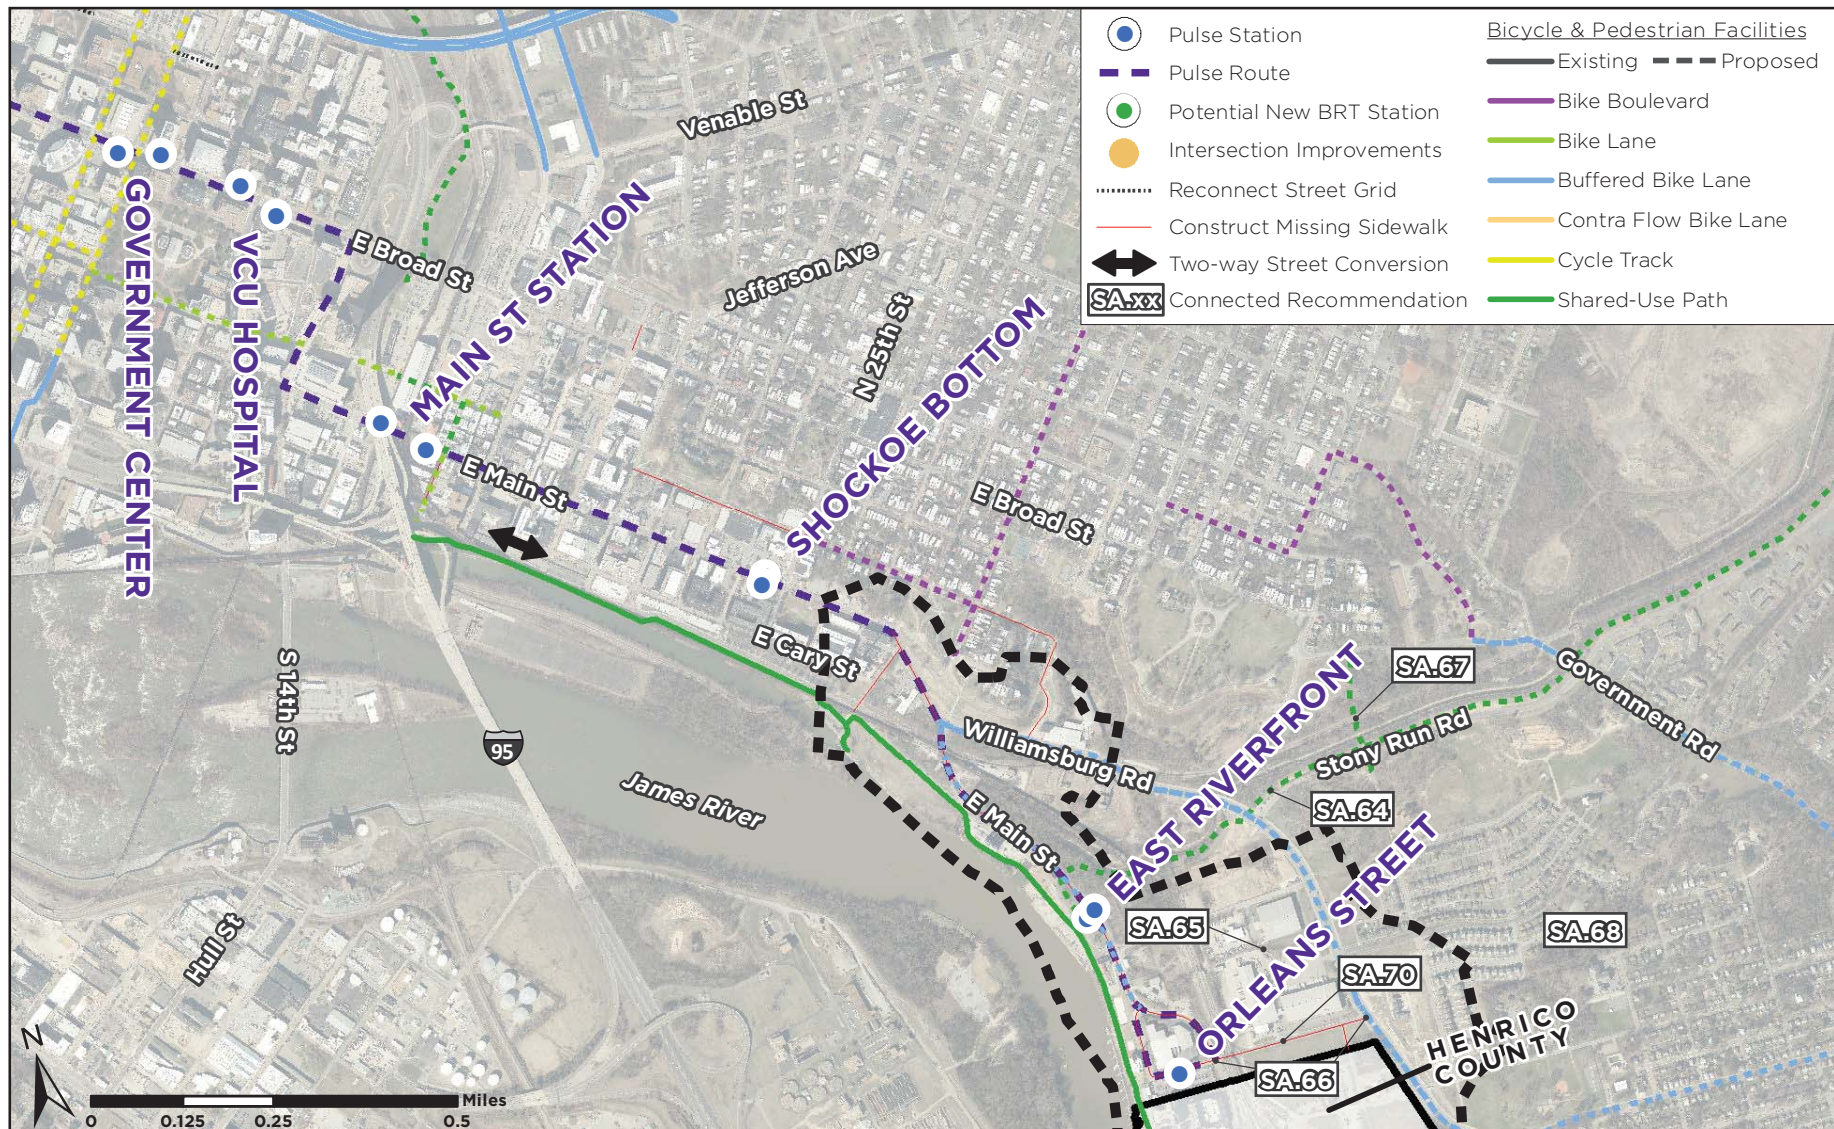 Pulse Station
Pulse Route
Potential New BRT Station
Intersection Improvements
Reconnect Street Grid
Construct Missing Sidewalk
Two-way Street Conversion
SA.xx Connected Recommendation
Bicycle & Pedestrian Facilities
Existing Proposed
Bike Boulevard
Bike Lane
Buffered Bike Lane
Contra Flow Bike Lane
Cycle Track
Shared-Use Path
Venable St
GOVERNMENT CENTER
VCU HOSPITAL
E Broad St
MAIN ST STATION
Jefferson Ave
N 25th St
SHOCKOE BOTTOM
E Main St
E Broad St
E Cary St
S 14th St
95
James River
Williamsburg Rd
E Main St
EAST RIVERFRONT
SA.67
Government Rd
Stony Run Rd
SA.64
ORLEANS STREET
SA.65
SA.68
SA.70
SA.66
HENRICO
COUNTY
Hull St
N
Miles
0 0.125 0.25 0.5